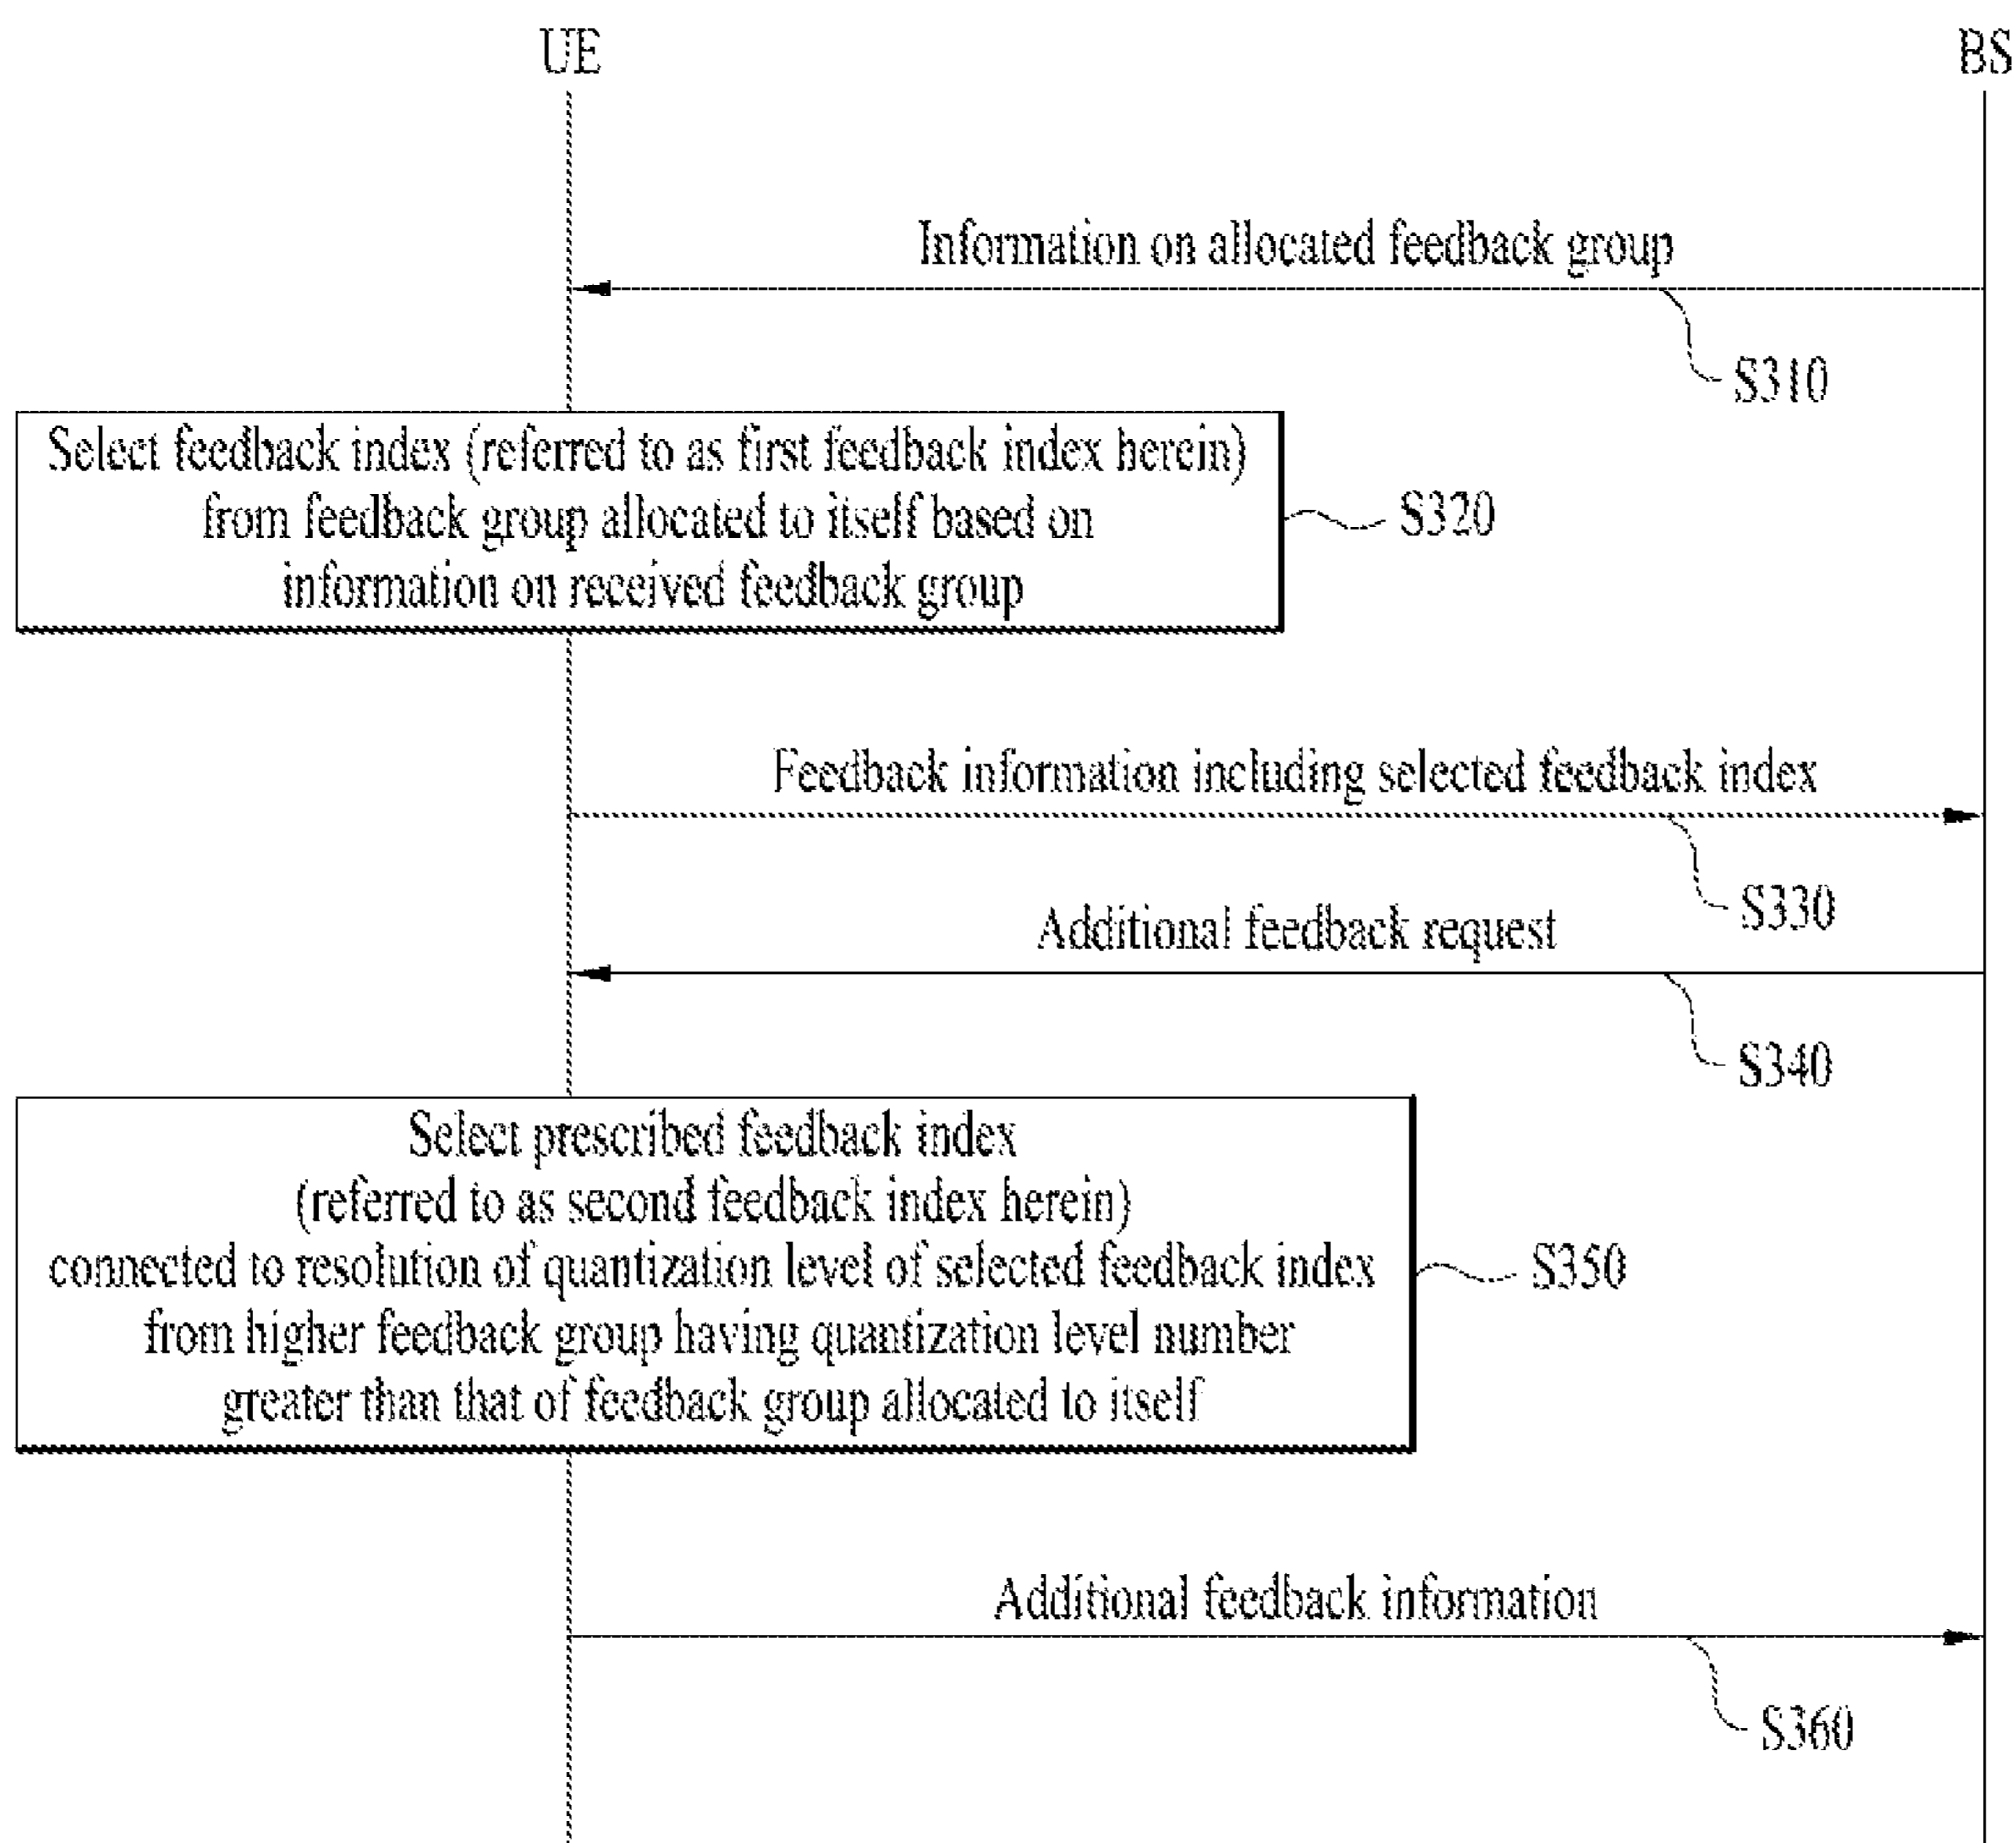 UE
BS
Information on allocated feedback group
S310
Select feedback index (referred to as first feedback index herein)
from feedback group allocated to itself based on
information on received feedback group
S320
Feedback information including selected feedback index
S330
Additional feedback request
S340
Select prescribed feedback index
(referred to as second feedback index herein)
connected to resolution of quantization level of selected feedback index
from higher feedback group having quantization level number
greater than that of feedback group allocated to itself
S350
Additional feedback information
S360